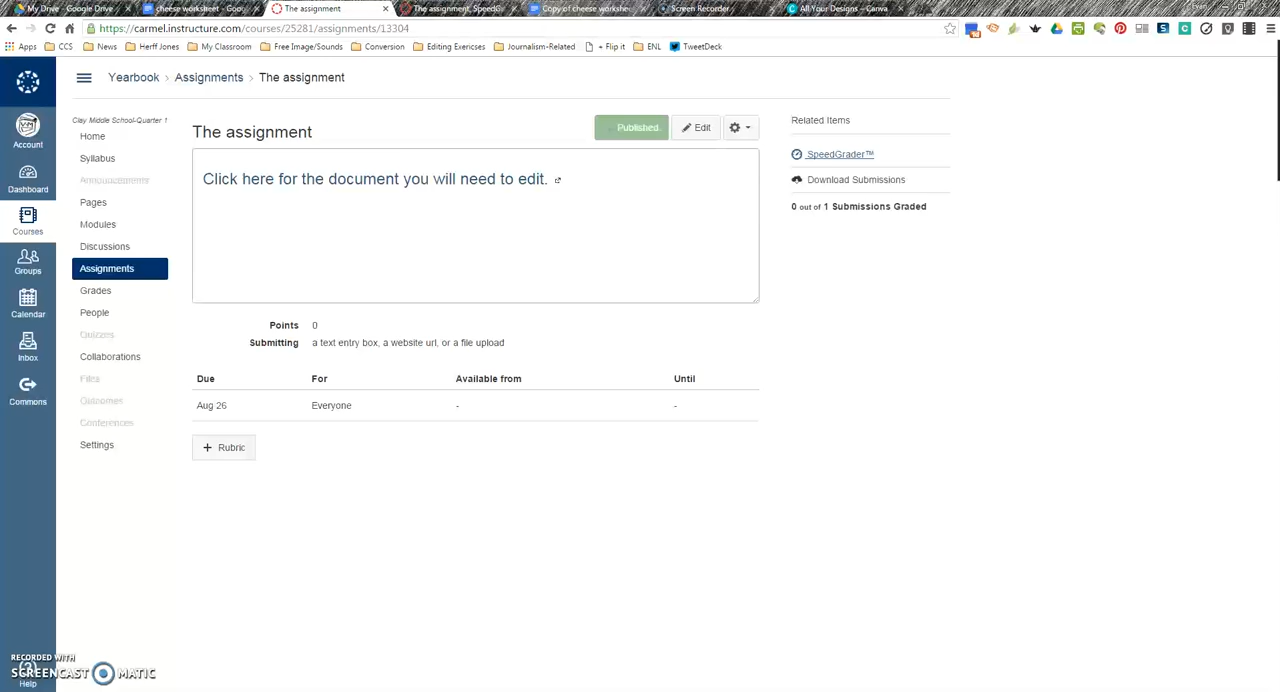 My Drive - Google Drive
cheese worksheet - Goo
The assignment
The assignment, SpeedG
Copy of cheese workshee
Screen Recorder
All Your Designs – Canva
https://carmel.instructure.com/courses/25281/assignments/13304
Apps CCS News Herff Jones My Classroom Free Image/Sounds Conversion Editing Exericses Journalism-Related + Flip it ENL TweetDeck
Yearbook > Assignments > The assignment
Clay Middle School-Quarter 1
Home
Syllabus
Announcements
Pages
Modules
Discussions
Assignments
Grades
People
Quizzes
Collaborations
Files
Outcomes
Conferences
Settings
Account
Dashboard
Courses
Groups
Calendar
Inbox
Commons
Help
The assignment
Published
Edit
Click here for the document you will need to edit.
Points 0
Submitting a text entry box, a website url, or a file upload
Due For Available from Until
Aug 26 Everyone - -
+ Rubric
Related Items
SpeedGrader™
Download Submissions
0 out of 1 Submissions Graded
RECORDED WITH
SCREENCAST MATIC